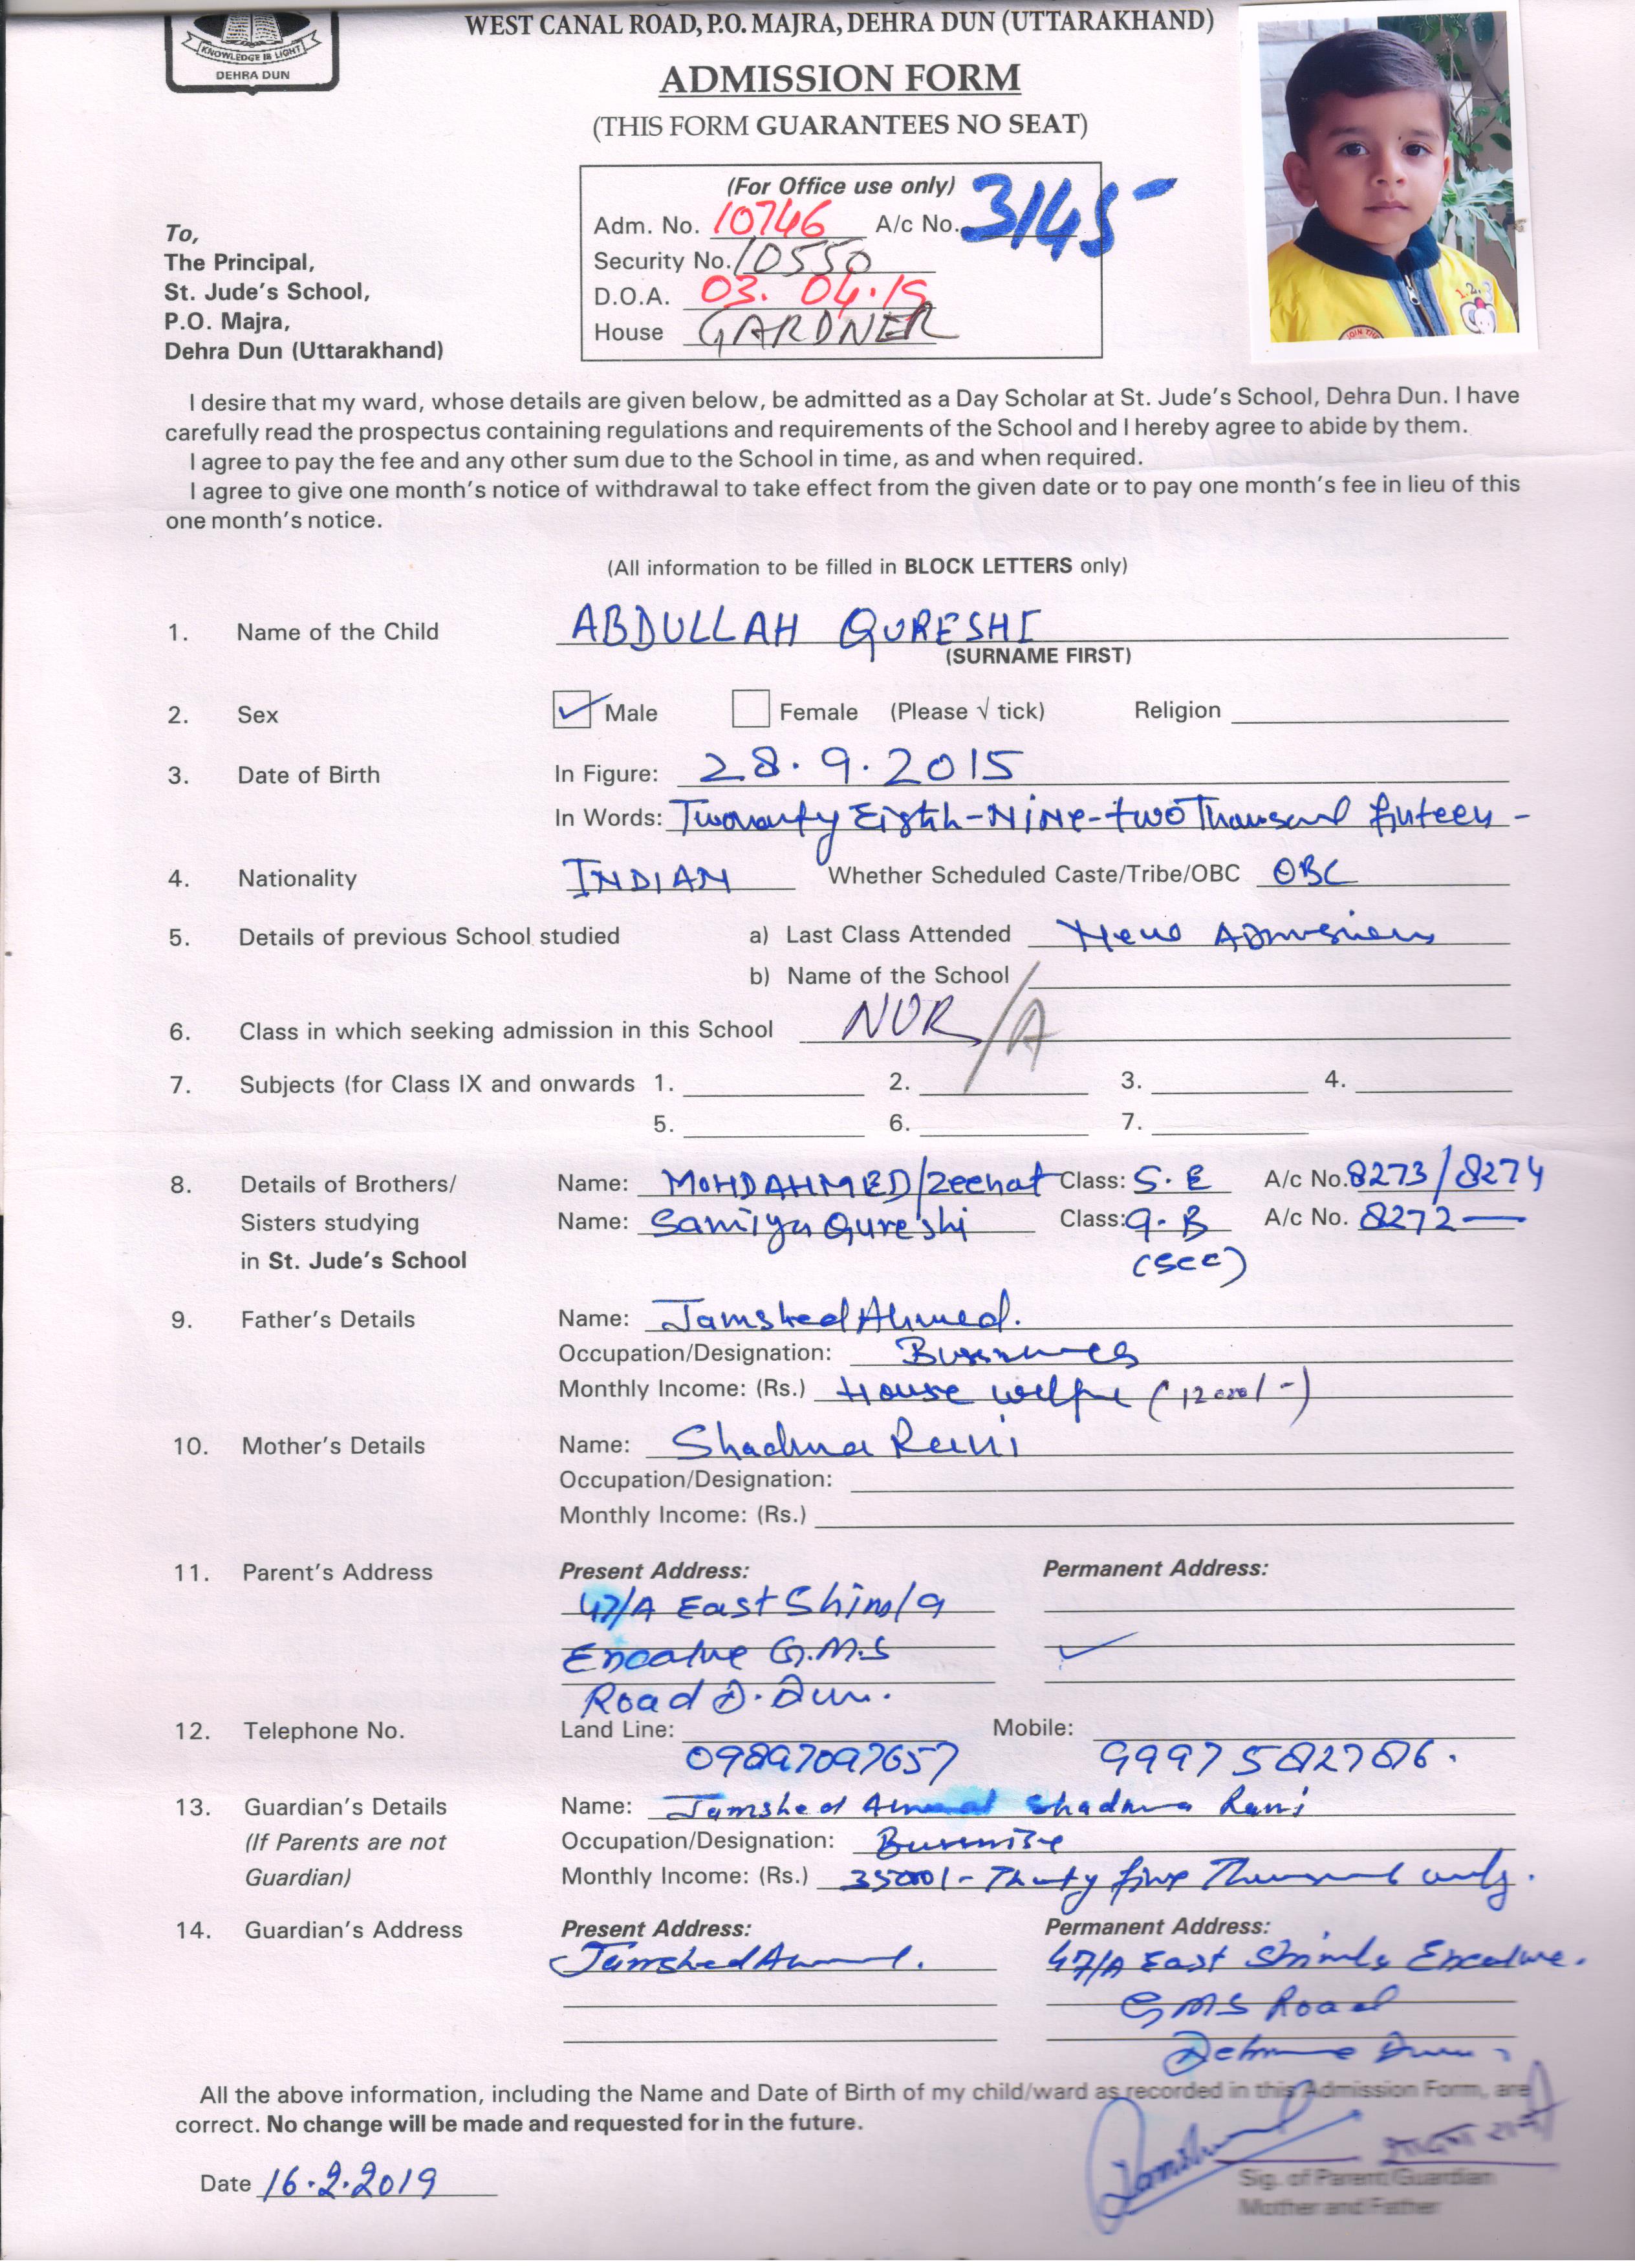 KNOWLEDGE IS LIGHT
DEHRA DUN
WEST CANAL ROAD, P.O. MAJRA, DEHRA DUN (UTTARAKHAND)
ADMISSION FORM
(THIS FORM GUARANTEES NO SEAT)
(For Office use only)
Adm. No. 10746 A/c No. 3145-
Security No. 10550
D.O.A. 03.04.19
House GARDNER
To,
The Principal,
St. Jude's School,
P.O. Majra,
Dehra Dun (Uttarakhand)
I desire that my ward, whose details are given below, be admitted as a Day Scholar at St. Jude's School, Dehra Dun. I have
carefully read the prospectus containing regulations and requirements of the School and I hereby agree to abide by them.
I agree to pay the fee and any other sum due to the School in time, as and when required.
I agree to give one month's notice of withdrawal to take effect from the given date or to pay one month's fee in lieu of this
one month's notice.
(All information to be filled in BLOCK LETTERS only)
1. Name of the Child ABDULLAH QURESHI
(SURNAME FIRST)
2. Sex Male Female (Please √ tick) Religion
3. Date of Birth In Figure: 28.9.2015
In Words: Eighth-Nine-two Thousand
4. Nationality INDIAN Whether Scheduled Caste/Tribe/OBC OBC
5. Details of previous School studied a) Last Class Attended New
b) Name of the School
6. Class in which seeking admission in this School NUR/A
7. Subjects (for Class IX and onwards 1. 2. 3. 4.
5. 6. 7.
8. Details of Brothers/ Name: MOHDAHMED/Zeenat Class: 5.E A/c No. 8273/8274
Sisters studying Name: Samiya Qureshi Class: 9-B A/c No. 8272—
in St. Jude's School (SCC)
9. Father's Details Name: Jamshed Ahmed.
Occupation/Designation:
Monthly Income: (Rs.) House (12000/-)
10. Mother's Details Name: Shadma Rani
Occupation/Designation:
Monthly Income: (Rs.)
11. Parent's Address Present Address: Permanent Address:
47/A East Shimla
Encalve G.M.S
Road D.Dun.
12. Telephone No. Land Line: Mobile:
09897097657 9997582786.
13. Guardian's Details Name: Jamshed Shadma Rani
(If Parents are not Occupation/Designation:
Guardian) Monthly Income: (Rs.) 35000/- Thirty five Thousand only.
14. Guardian's Address Present Address: Permanent Address:
Jamshed Ahmed. 47/A East Shimla Encalve.
GMS Road
Dehra Dun
All the above information, including the Name and Date of Birth of my child/ward as recorded in this Admission Form, are
correct. No change will be made and requested for in the future.
Date 16.2.2019
Sig. of Parent/Guardian
Mother and Father